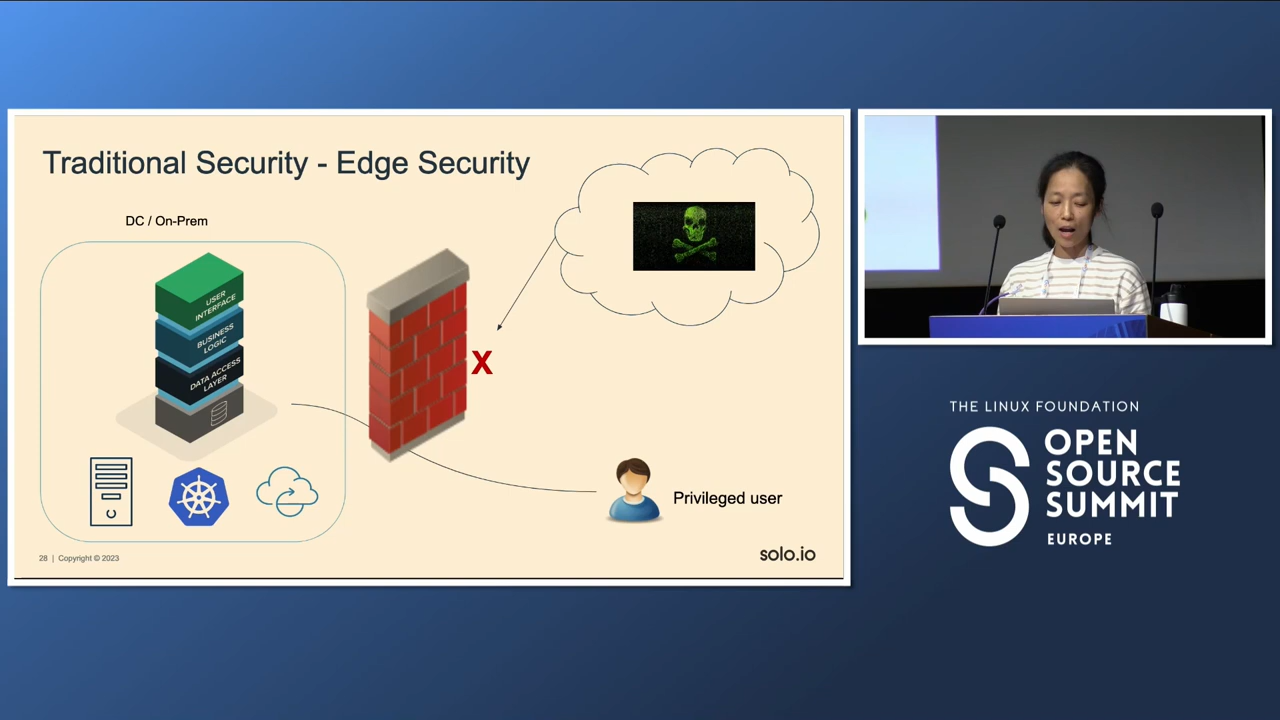 Traditional Security - Edge Security
DC / On-Prem
USER
INTERFACE
BUSINESS
LOGIC
DATA ACCESS
LAYER
X
Privileged user
28 | Copyright © 2023
solo.io
THE LINUX FOUNDATION
OPEN
SOURCE
SUMMIT
EUROPE